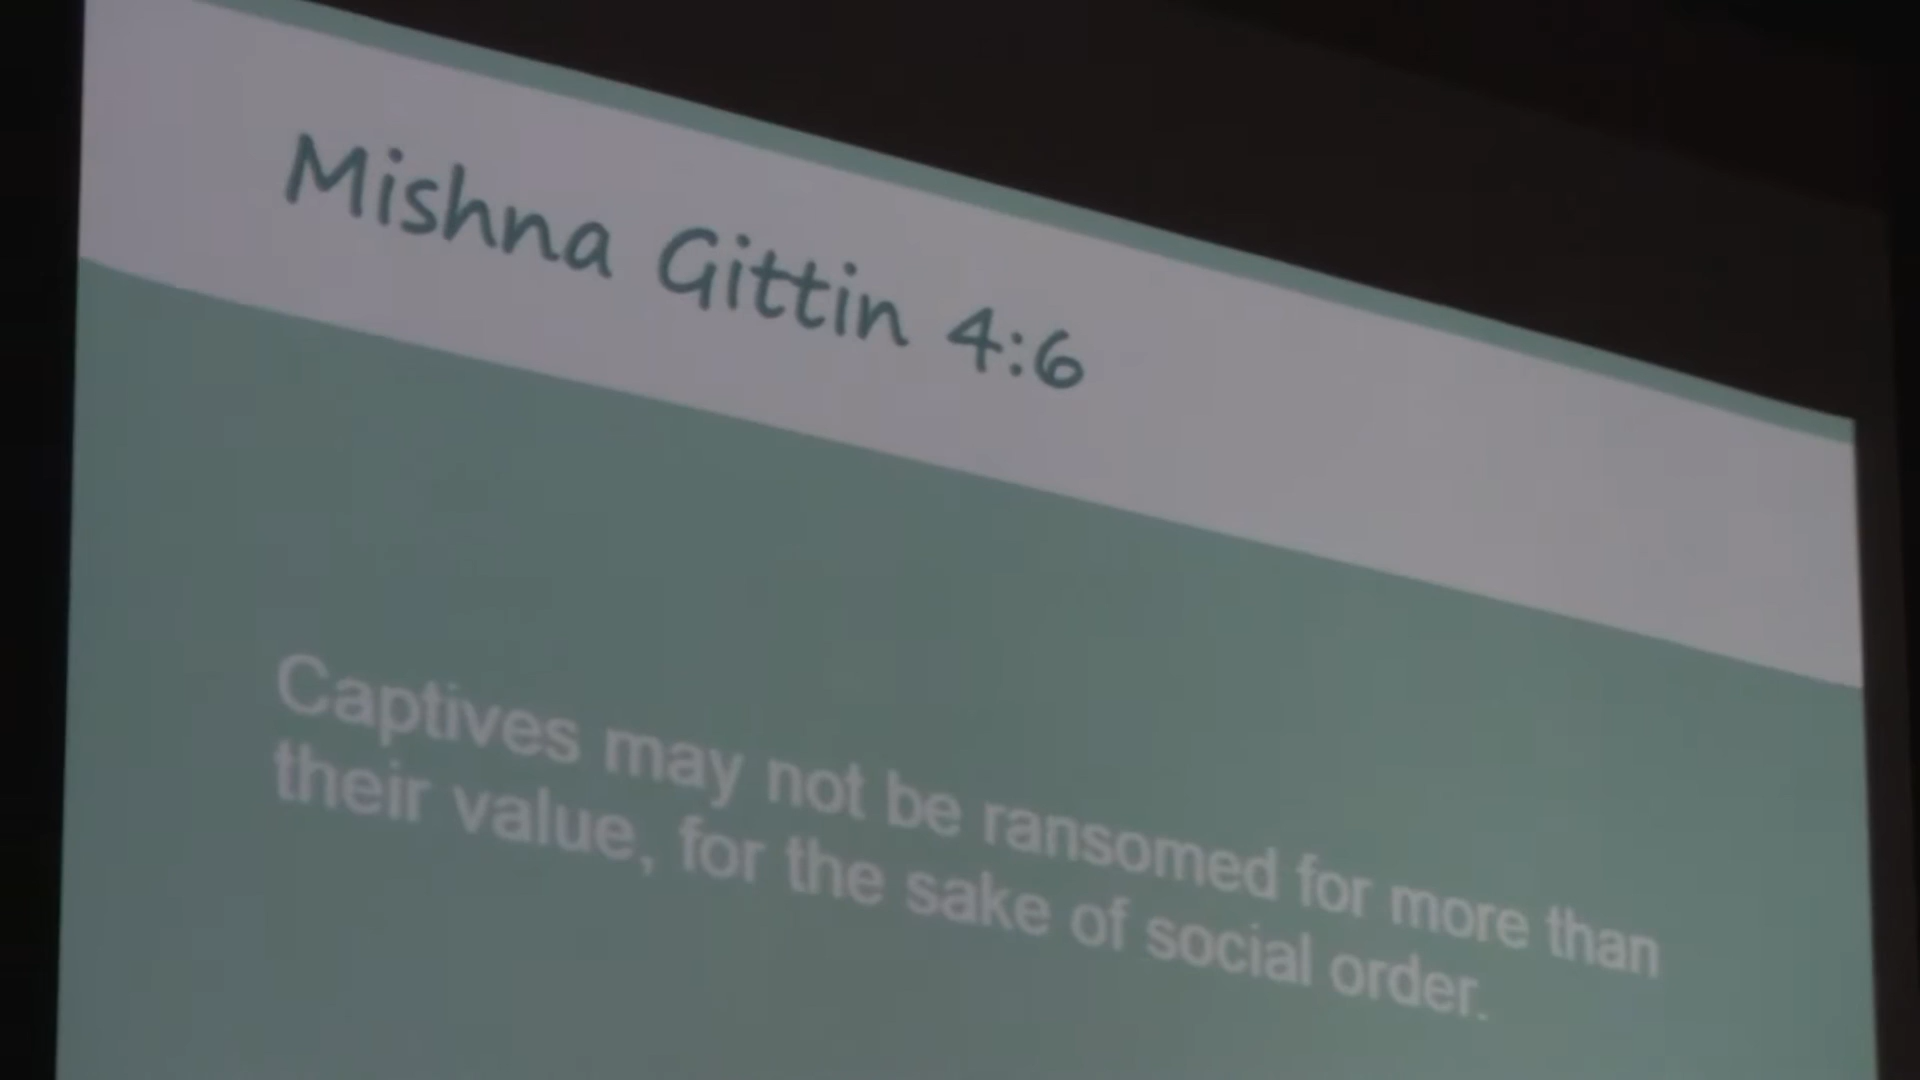 Mishna Gittin 4:6
Captives may not be ransomed for more than
their value, for the sake of social order.